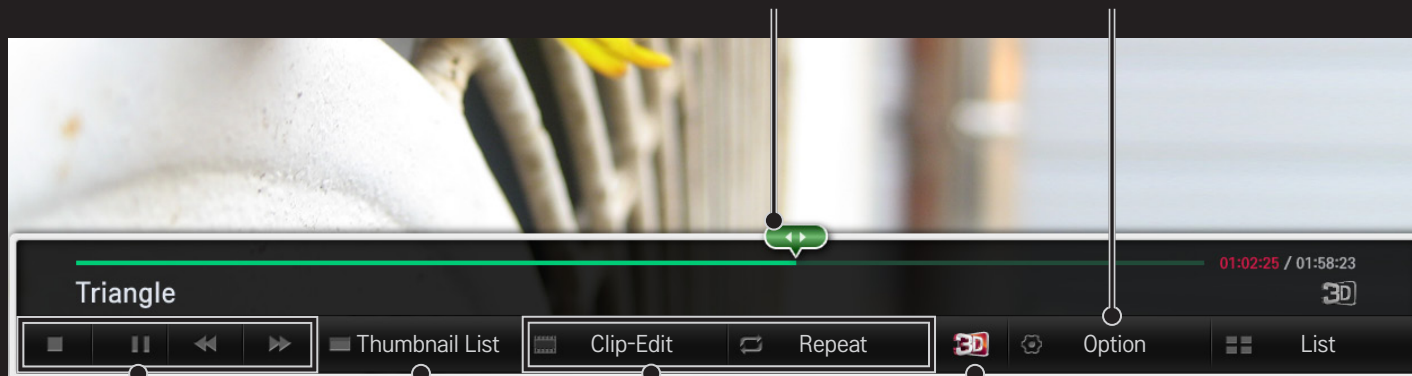 01:02:25 / 01:58:23
Triangle
3D
Thumbnail List
Clip-Edit
Repeat
3D
Option
List